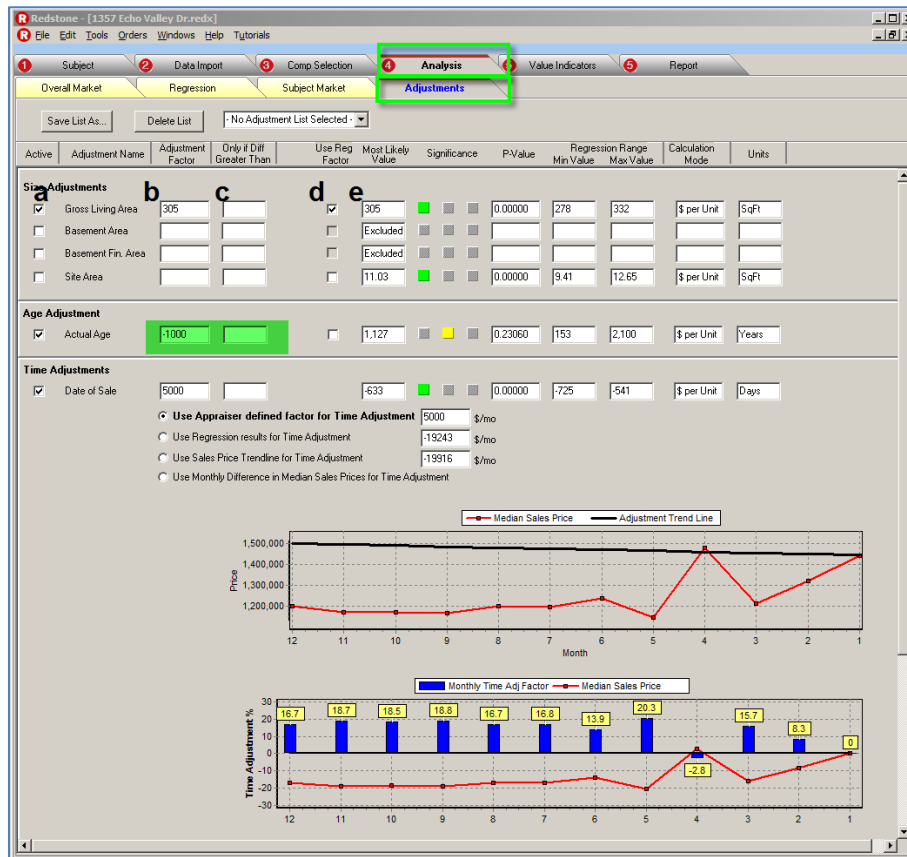 Redstone - [1357 Echo Valley Dr.redx]
File Edit Tools Orders Windows Help Tutorials
1 Subject 2 Data Import 3 Comp Selection 4 Analysis Value Indicators 6 Report
Overall Market Regression Subject Market Adjustments
Save List As... Delete List - No Adjustment List Selected -
Active Adjustment Name Adjustment Factor Only if Diff Greater Than Use Reg Factor Most Likely Value Significance P-Value Regression Range Min Value Max Value Calculation Mode Units
Size Adjustments
a b c d e
Gross Living Area 305 305 0.00000 278 332 $ per Unit SqFt
Basement Area Excluded
Basement Fin. Area Excluded
Site Area 11.03 0.00000 9.41 12.65 $ per Unit SqFt
Age Adjustment
Actual Age -1000 1,127 0.23060 153 2,100 $ per Unit Years
Time Adjustments
Date of Sale 5000 -633 0.00000 -725 -541 $ per Unit Days
Use Appraiser defined factor for Time Adjustment 5000 $/mo
Use Regression results for Time Adjustment -19243 $/mo
Use Sales Price Trendline for Time Adjustment -19916 $/mo
Use Monthly Difference in Median Sales Prices for Time Adjustment
Median Sales Price Adjustment Trend Line
1,500,000
1,400,000
1,300,000
1,200,000
Price
12 11 10 9 8 7 6 5 4 3 2 1
Month
Monthly Time Adj Factor Median Sales Price
30
20
10
0
-10
-20
-30
Time Adjustment %
16.7 18.7 18.5 18.8 16.7 16.8 13.9 20.3 -2.8 15.7 8.3 0
12 11 10 9 8 7 6 5 4 3 2 1